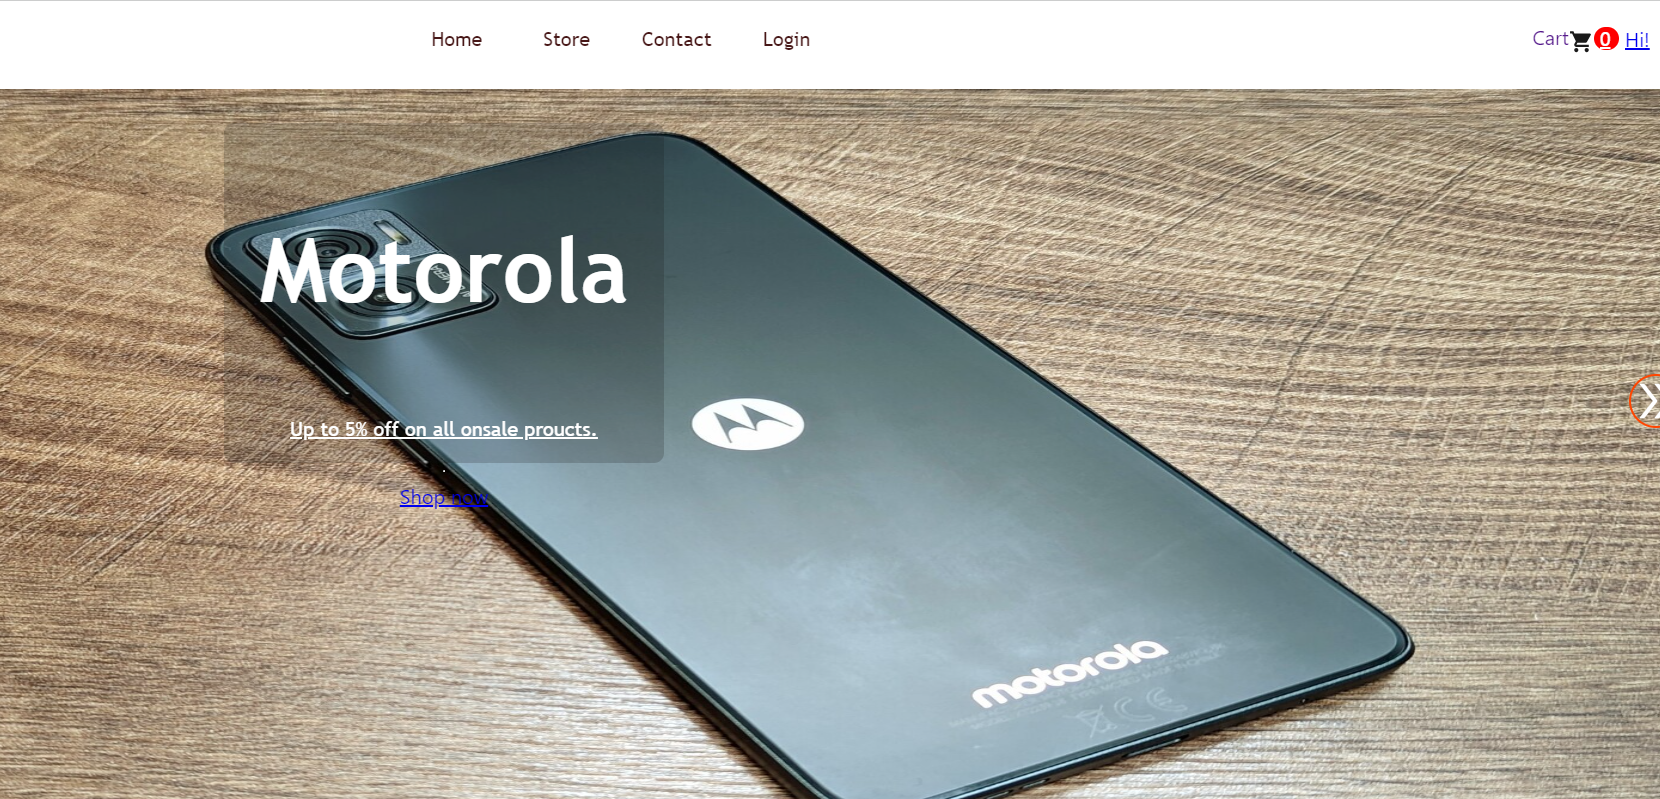 Home Store Contact Login Cart 0 Hi!
Motorola
Up to 5% off on all onsale proucts.
Shop now
motorola